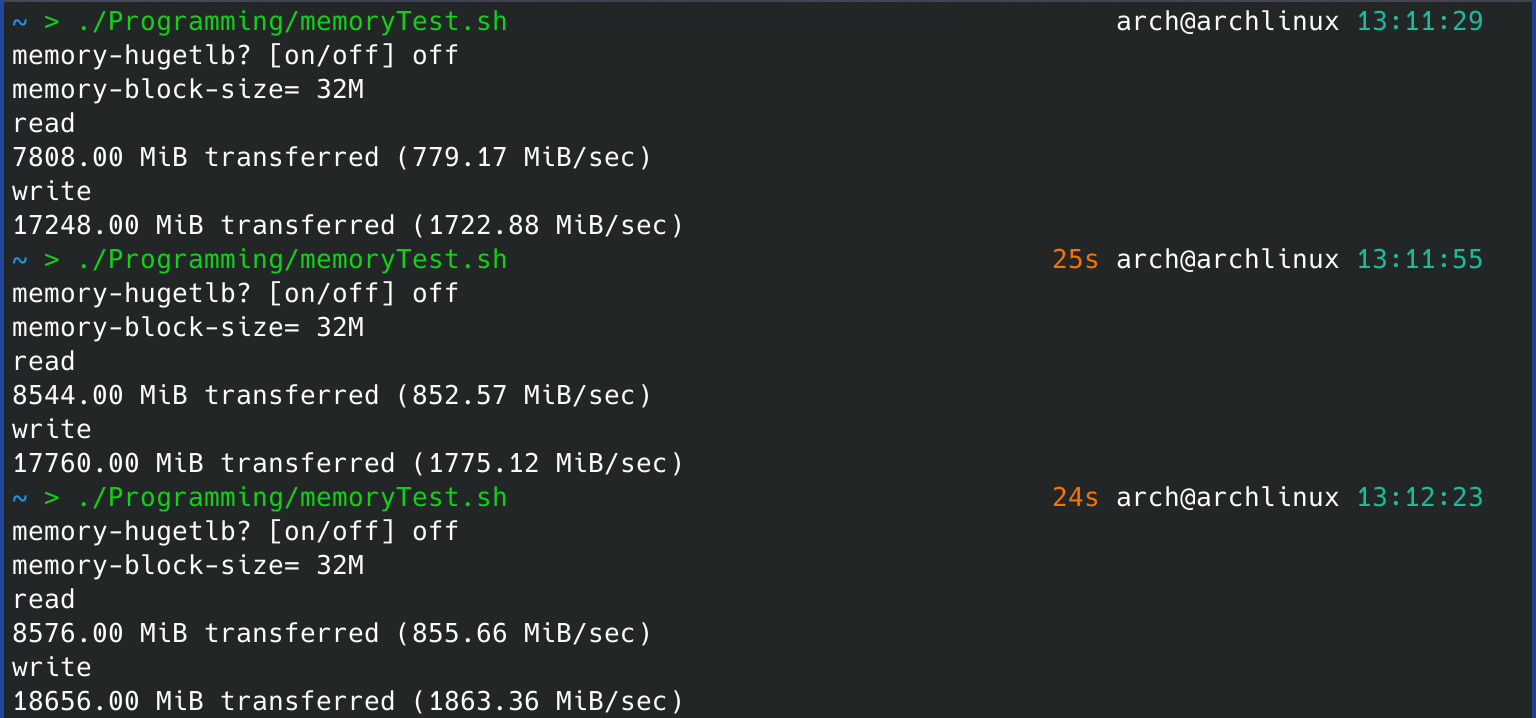 ~ > ./Programming/memoryTest.sh arch@archlinux 13:11:29
memory-hugetlb? [on/off] off
memory-block-size= 32M
read
7808.00 MiB transferred (779.17 MiB/sec)
write
17248.00 MiB transferred (1722.88 MiB/sec)
~ > ./Programming/memoryTest.sh 25s arch@archlinux 13:11:55
memory-hugetlb? [on/off] off
memory-block-size= 32M
read
8544.00 MiB transferred (852.57 MiB/sec)
write
17760.00 MiB transferred (1775.12 MiB/sec)
~ > ./Programming/memoryTest.sh 24s arch@archlinux 13:12:23
memory-hugetlb? [on/off] off
memory-block-size= 32M
read
8576.00 MiB transferred (855.66 MiB/sec)
write
18656.00 MiB transferred (1863.36 MiB/sec)